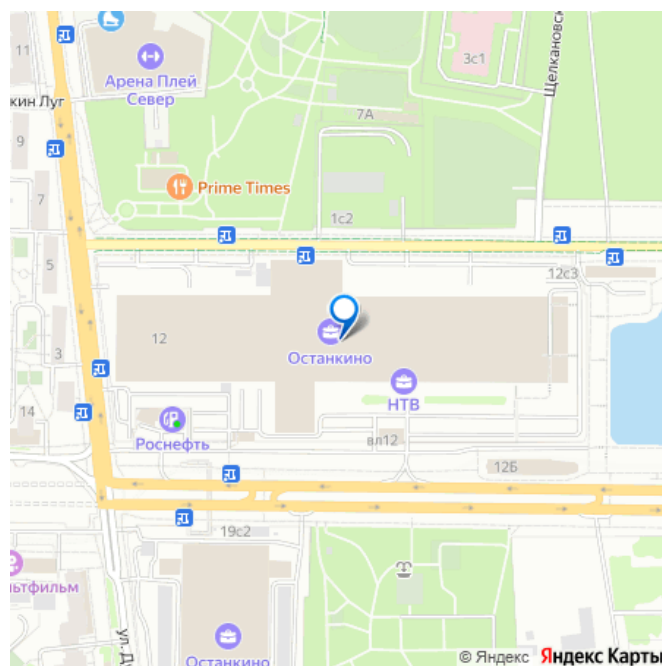 11
3с1
Щелкановск
Арена Плей
Север
кин Луг
7А
9
Prime Times
7
1с2
5
12с3
12
Останкино
3
НТВ
14
Роснефть
вл12
12Б
19с2
льтфильм
ул. Д
Останкино
© Яндекс Яндекс Карты